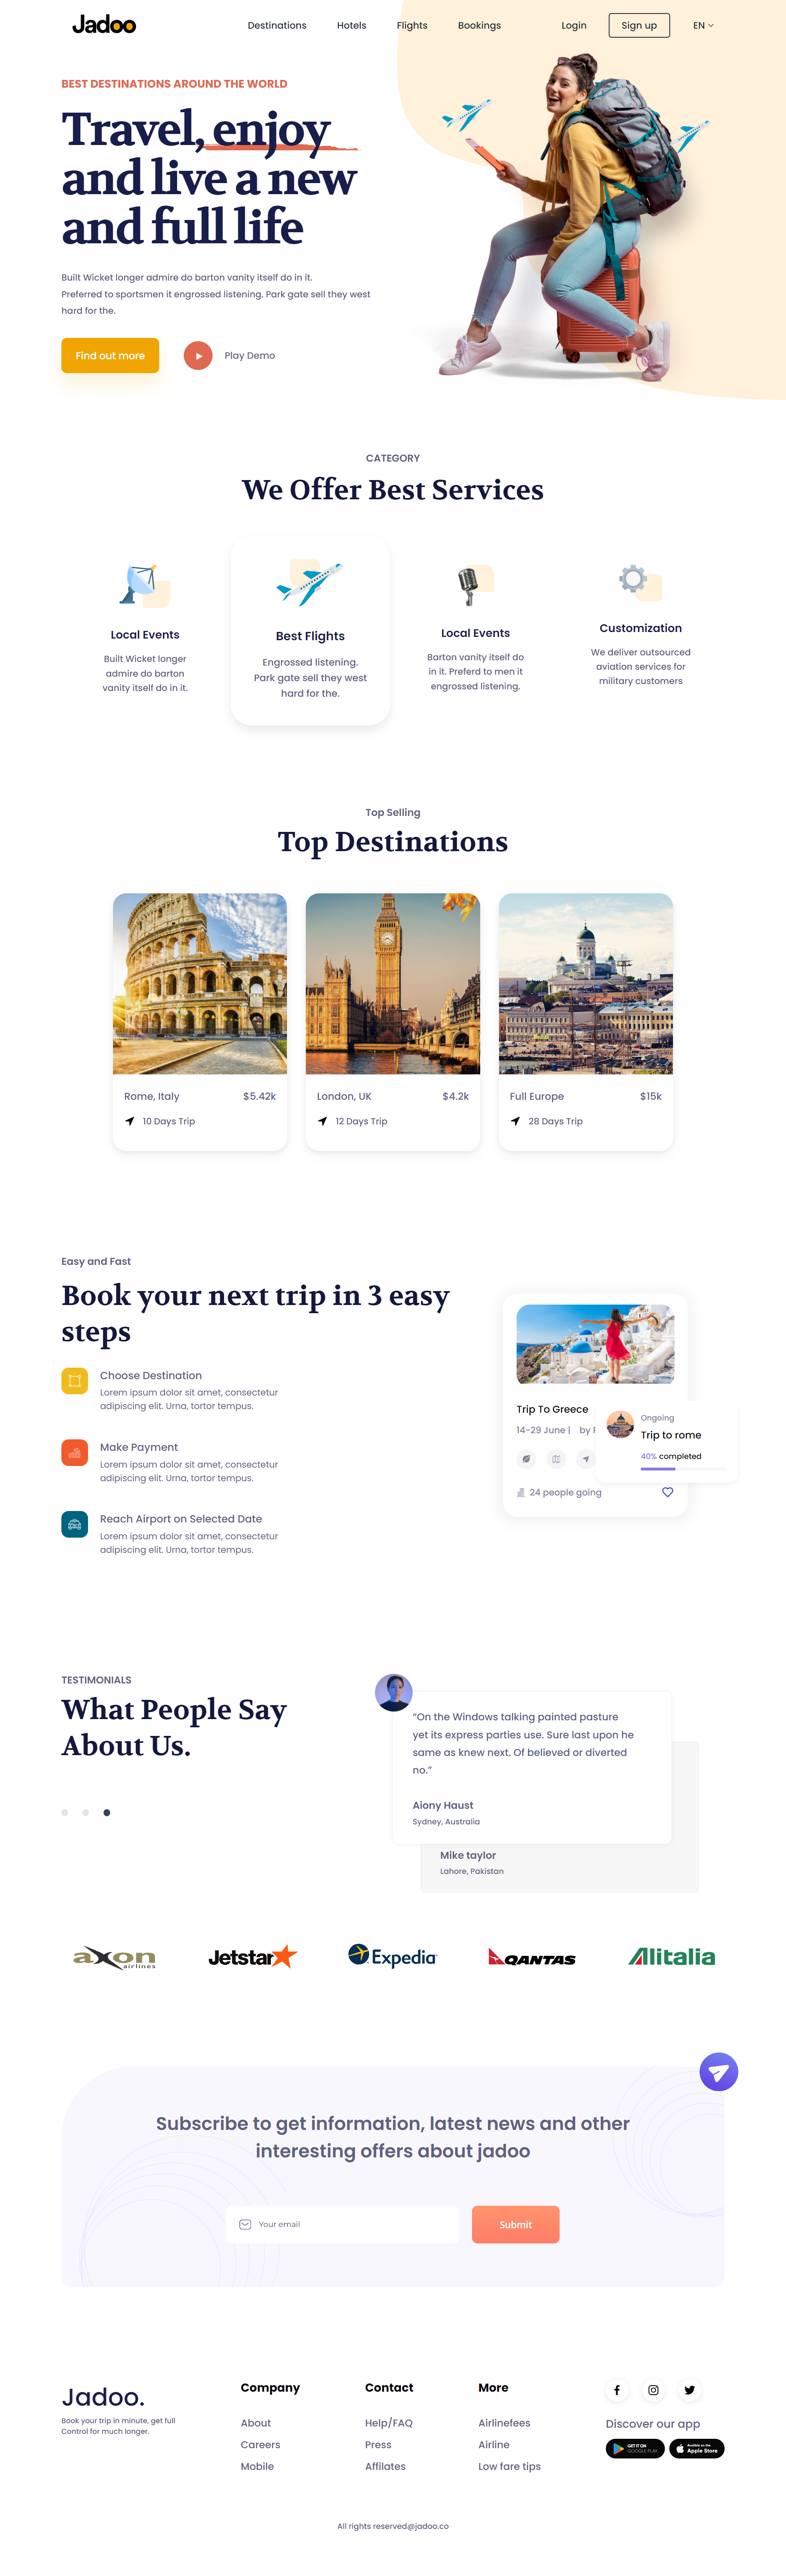 Jadoo
Destinations
Hotels
Flights
Bookings
Login
Sign up
EN
BEST DESTINATIONS AROUND THE WORLD
Travel, enjoy
and live a new
and full life
Built Wicket longer admire do barton vanity itself do in it.
Preferred to sportsmen it engrossed listening. Park gate sell they west
hard for the.
Find out more
Play Demo
CATEGORY
We Offer Best Services
Local Events
Built Wicket longer
admire do barton
vanity itself do in it.
Best Flights
Engrossed listening.
Park gate sell they west
hard for the.
Local Events
Barton vanity itself do
in it. Preferd to men it
engrossed listening.
Customization
We deliver outsourced
aviation services for
military customers
Top Selling
Top Destinations
Rome, Italy
$5.42k
10 Days Trip
London, UK
$4.2k
12 Days Trip
Full Europe
$15k
28 Days Trip
Easy and Fast
Book your next trip in 3 easy
steps
Choose Destination
Lorem ipsum dolor sit amet, consectetur
adipiscing elit. Urna, tortor tempus.
Make Payment
Lorem ipsum dolor sit amet, consectetur
adipiscing elit. Urna, tortor tempus.
Reach Airport on Selected Date
Lorem ipsum dolor sit amet, consectetur
adipiscing elit. Urna, tortor tempus.
Trip To Greece
14-29 June | by
24 people going
Ongoing
Trip to rome
40% completed
TESTIMONIALS
What People Say
About Us.
“On the Windows talking painted pasture
yet its express parties use. Sure last upon he
same as knew next. Of believed or diverted
no.”
Aiony Haust
Sydney, Australia
Mike taylor
Lahore, Pakistan
axon
airlines
Jetstar
Expedia
QANTAS
Alitalia
Subscribe to get information, latest news and other
interesting offers about jadoo
Your email
Submit
Jadoo.
Book your trip in minute, get full
Control for much longer.
Company
About
Careers
Mobile
Contact
Help/FAQ
Press
Affilates
More
Airlinefees
Airline
Low fare tips
Discover our app
GET IT ON
GOOGLE PLAY
Available on the
Apple Store
All rights reserved@jadoo.co